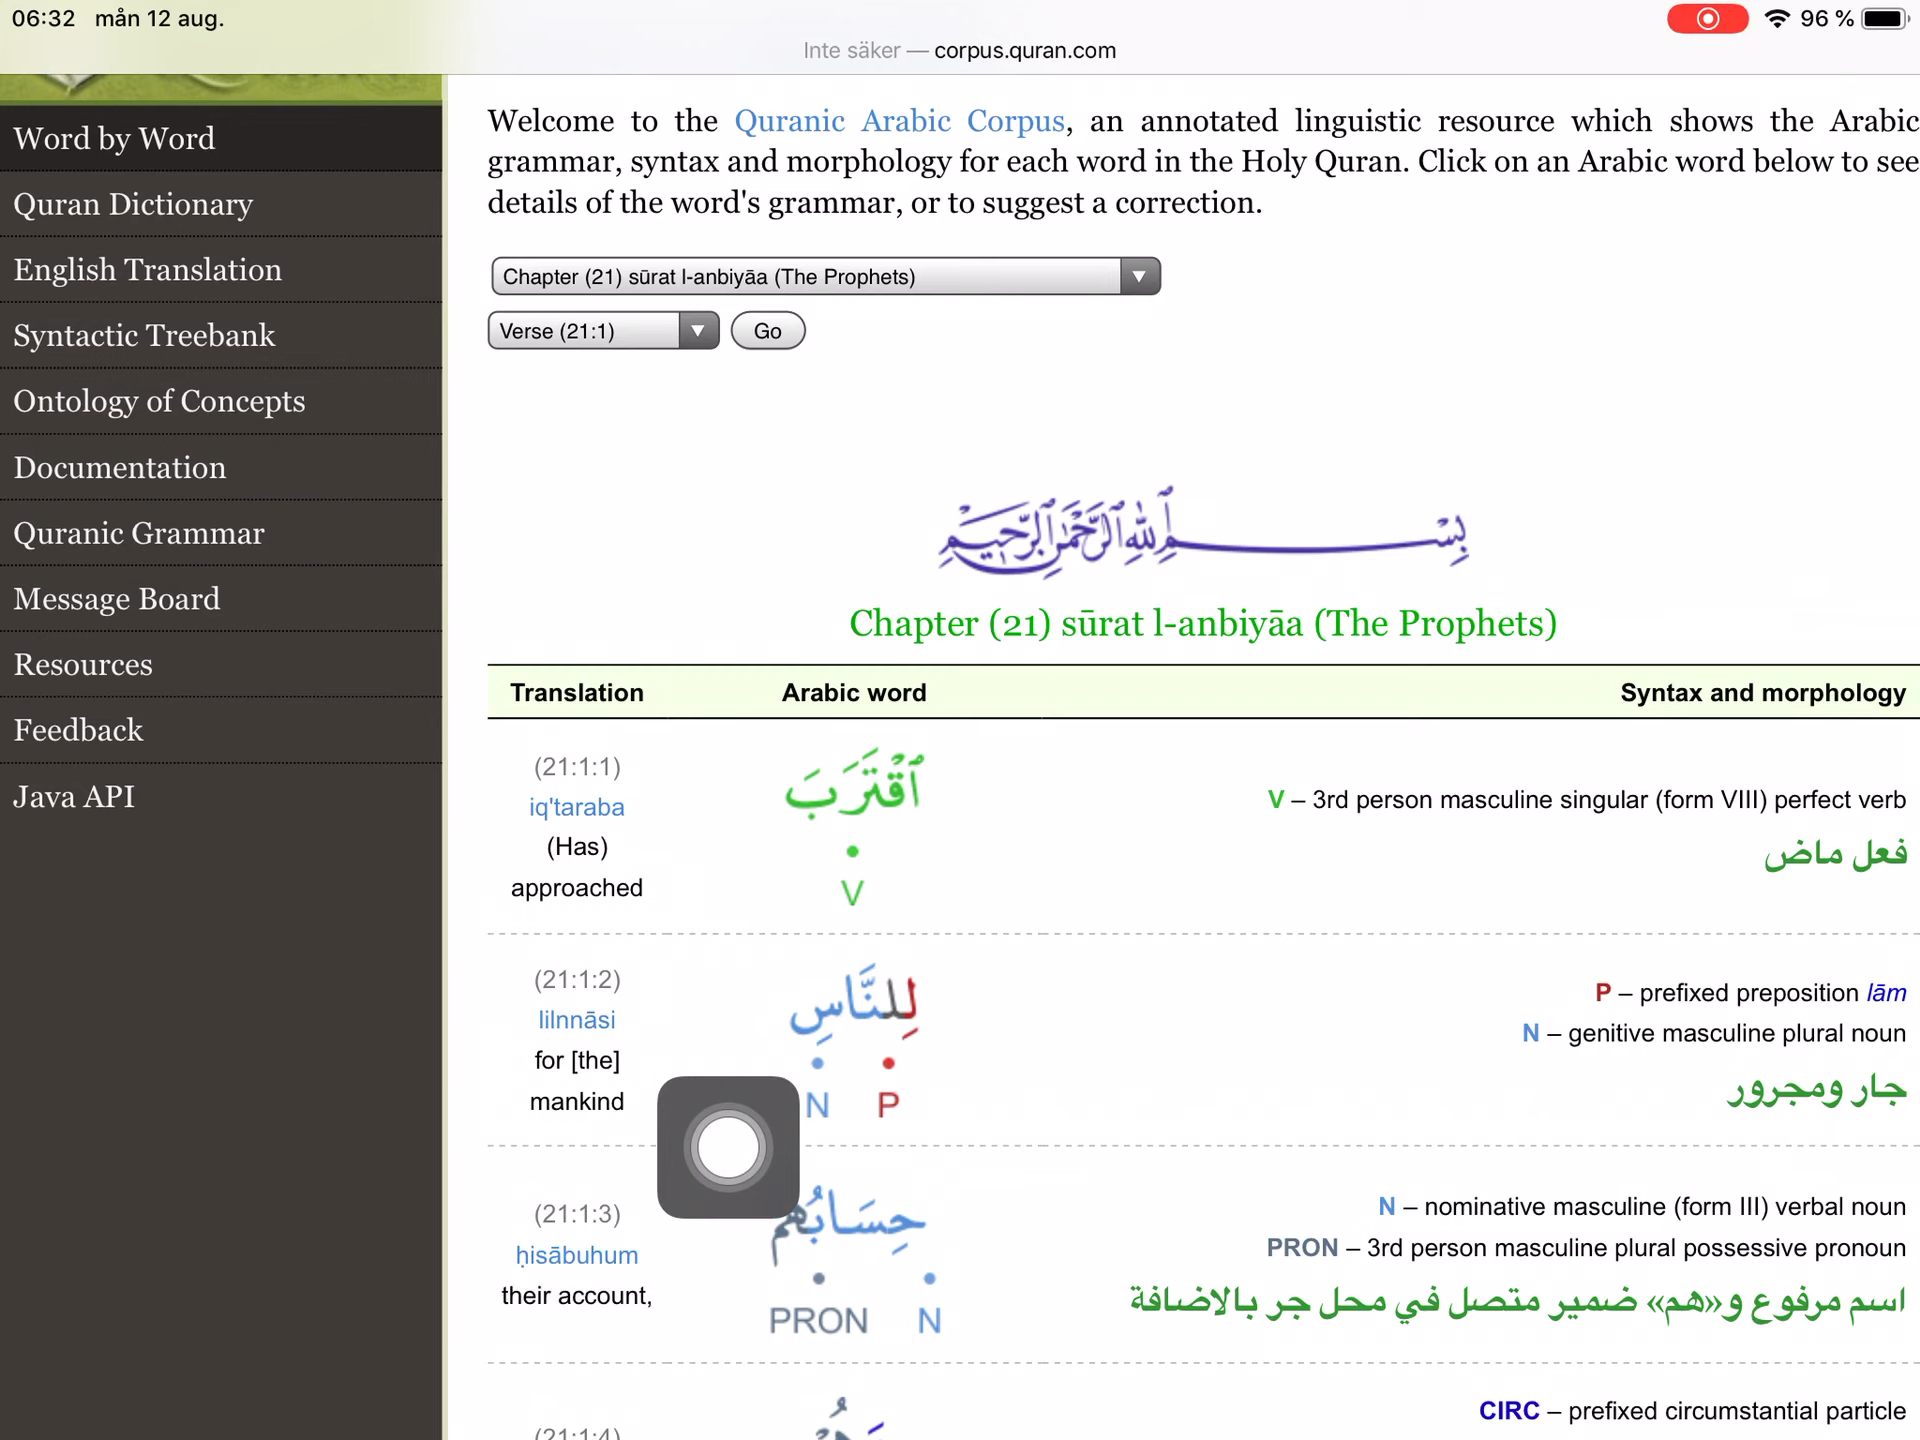 06:32 mån 12 aug.
96 %
Inte säker — corpus.quran.com
Word by Word
Quran Dictionary
English Translation
Syntactic Treebank
Ontology of Concepts
Documentation
Quranic Grammar
Message Board
Resources
Feedback
Java API
Welcome to the Quranic Arabic Corpus, an annotated linguistic resource which shows the Arabic
grammar, syntax and morphology for each word in the Holy Quran. Click on an Arabic word below to see
details of the word's grammar, or to suggest a correction.
Chapter (21) sūrat l-anbiyāa (The Prophets)
Verse (21:1) Go
بِسْمِ ٱللَّهِ ٱلرَّحْمَٰنِ ٱلرَّحِيمِ
Chapter (21) sūrat l-anbiyāa (The Prophets)
Translation Arabic word Syntax and morphology
(21:1:1)
iq'taraba
(Has)
approached
ٱقْتَرَبَ
V
V – 3rd person masculine singular (form VIII) perfect verb
فعل ماض
(21:1:2)
lilnnāsi
for [the]
mankind
لِلنَّاسِ
N P
P – prefixed preposition lām
N – genitive masculine plural noun
جار ومجرور
(21:1:3)
ḥisābuhum
their account,
حِسَابُهُمْ
PRON N
N – nominative masculine (form III) verbal noun
PRON – 3rd person masculine plural possessive pronoun
اسم مرفوع و«هم» ضمير متصل في محل جر بالاضافة
(21:1:4)
CIRC – prefixed circumstantial particle